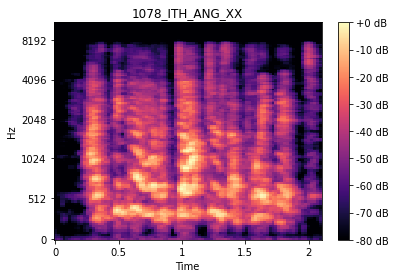 1078_ITH_ANG_XX
+0 dB
8192
-10 dB
4096
-20 dB
-30 dB
2048
Hz
-40 dB
1024
-50 dB
512
-60 dB
-70 dB
0
-80 dB
0 0.5 1 1.5 2
Time